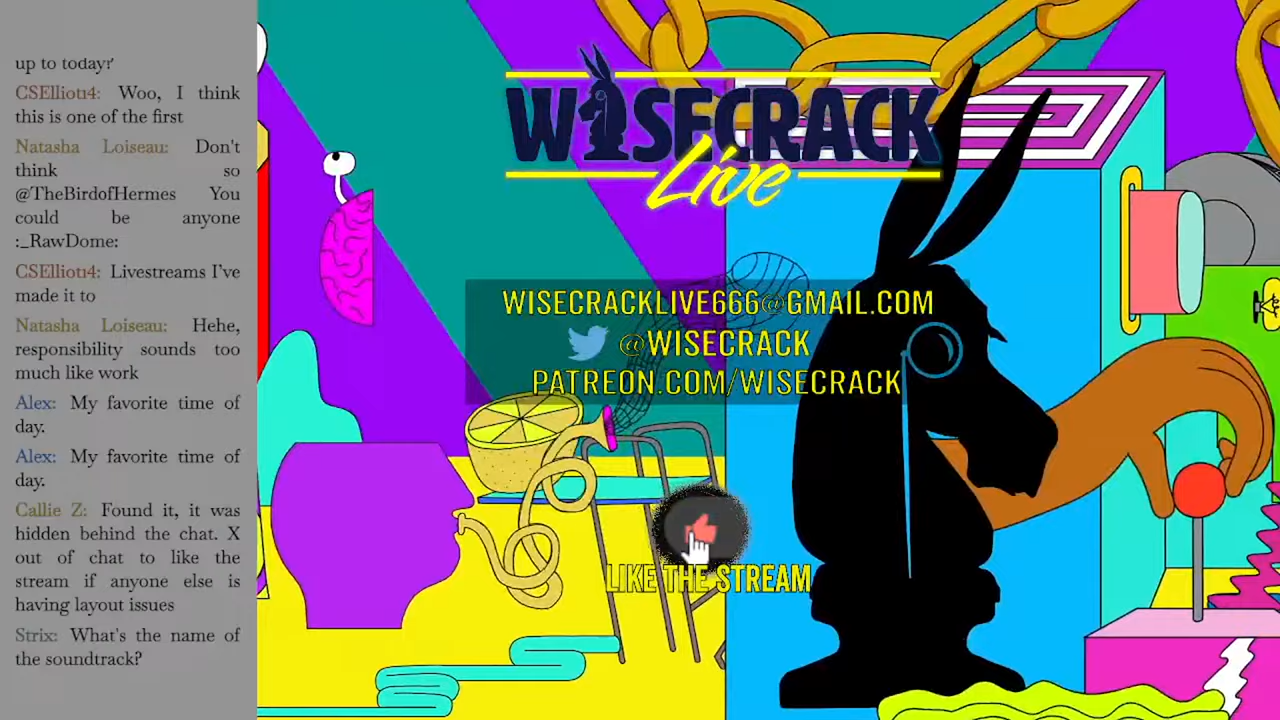 up to today?
CSElliot14: Woo, I think
this is one of the first
Natasha Loiseau: Don't
think so
@TheBirdofHermes You
could be anyone
:_RawDome:
CSElliot14: Livestreams I've
made it to
Natasha Loiseau: Hehe,
responsibility sounds too
much like work
Alex: My favorite time of
day.
Alex: My favorite time of
day.
Callie Z: Found it, it was
hidden behind the chat. X
out of chat to like the
stream if anyone else is
having layout issues
Strix: What's the name of
the soundtrack?
WISECRACK
Live
WISECRACKLIVE666@GMAIL.COM
@WISECRACK
PATREON.COM/WISECRACK
LIKE THE STREAM